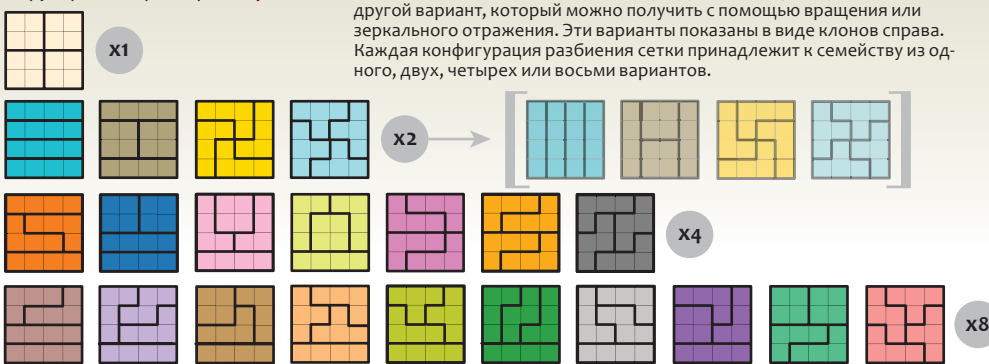 другой вариант, который можно получить с помощью вращения или
зеркального отражения. Эти варианты показаны в виде клонов справа.
Каждая конфигурация разбиения сетки принадлежит к семейству из од-
ного, двух, четырех или восьми вариантов.
x1
x2
x4
x8